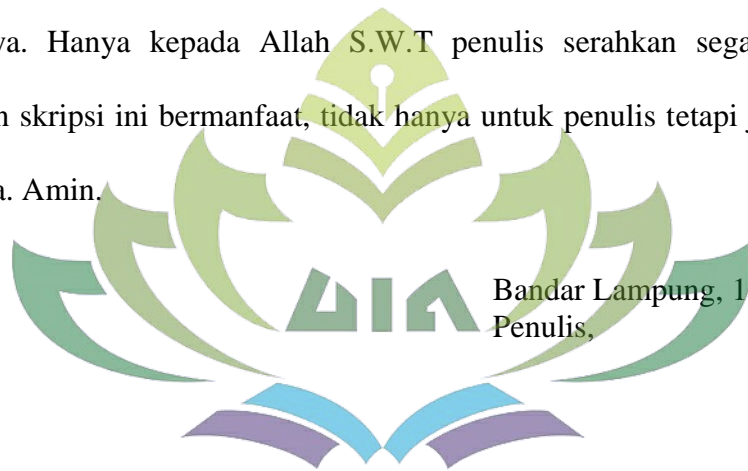 ya. Hanya kepada Allah S.W.T penulis serahkan sega
n skripsi ini bermanfaat, tidak hanya untuk penulis tetapi j
a. Amin.
UIN
Bandar Lampung, 1
Penulis,